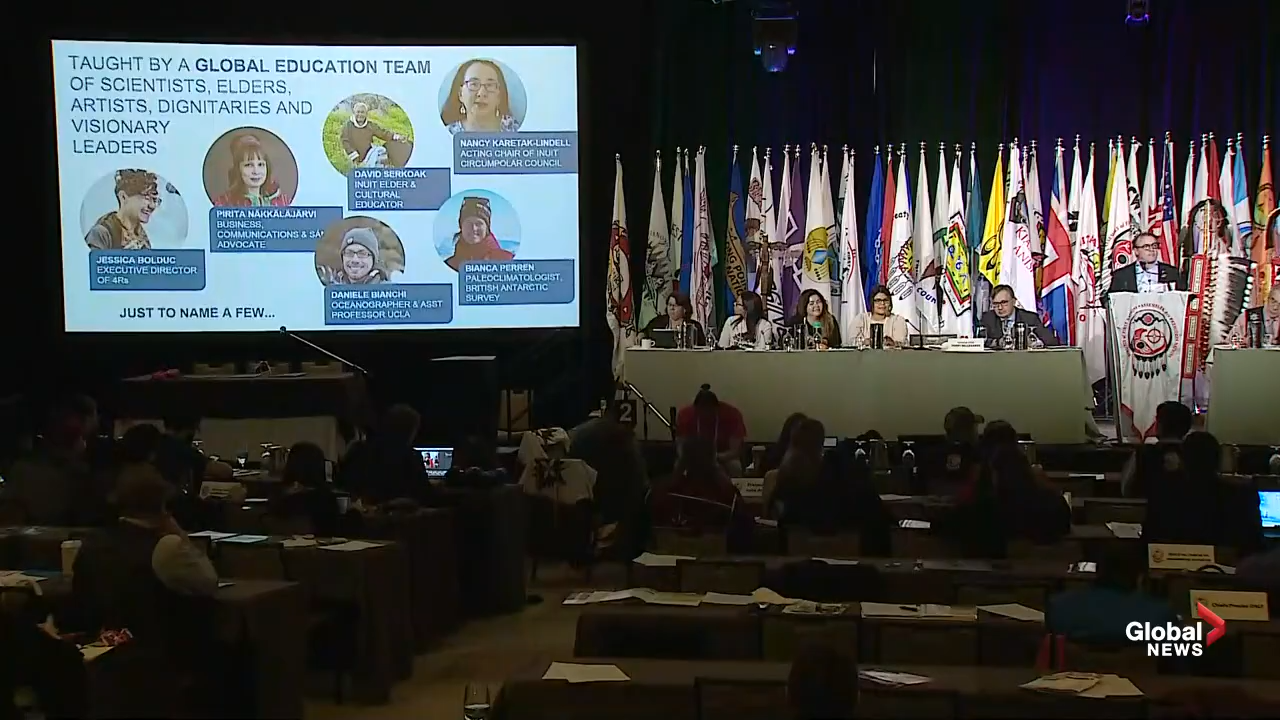 TAUGHT BY A GLOBAL EDUCATION TEAM
OF SCIENTISTS, ELDERS,
ARTISTS, DIGNITARIES AND
VISIONARY
LEADERS
NANCY KARETAK-LINDELL
ACTING CHAIR OF INUIT
CIRCUMPOLAR COUNCIL
DAVID SERKOAK
INUIT ELDER &
CULTURAL
EDUCATOR
PIRITA NÄKKÄLÄJÄRVI
BUSINESS,
COMMUNICATIONS &
ADVOCATE
JESSICA BOLDUC
EXECUTIVE DIRECTOR
OF 4Rs
BIANCA PERREN
PALEOCLIMATOLOGIST,
BRITISH ANTARCTIC
SURVEY
DANIELE BIANCHI
OCEANOGRAPHER & ASST
PROFESSOR UCLA
JUST TO NAME A FEW...
2
Global
NEWS